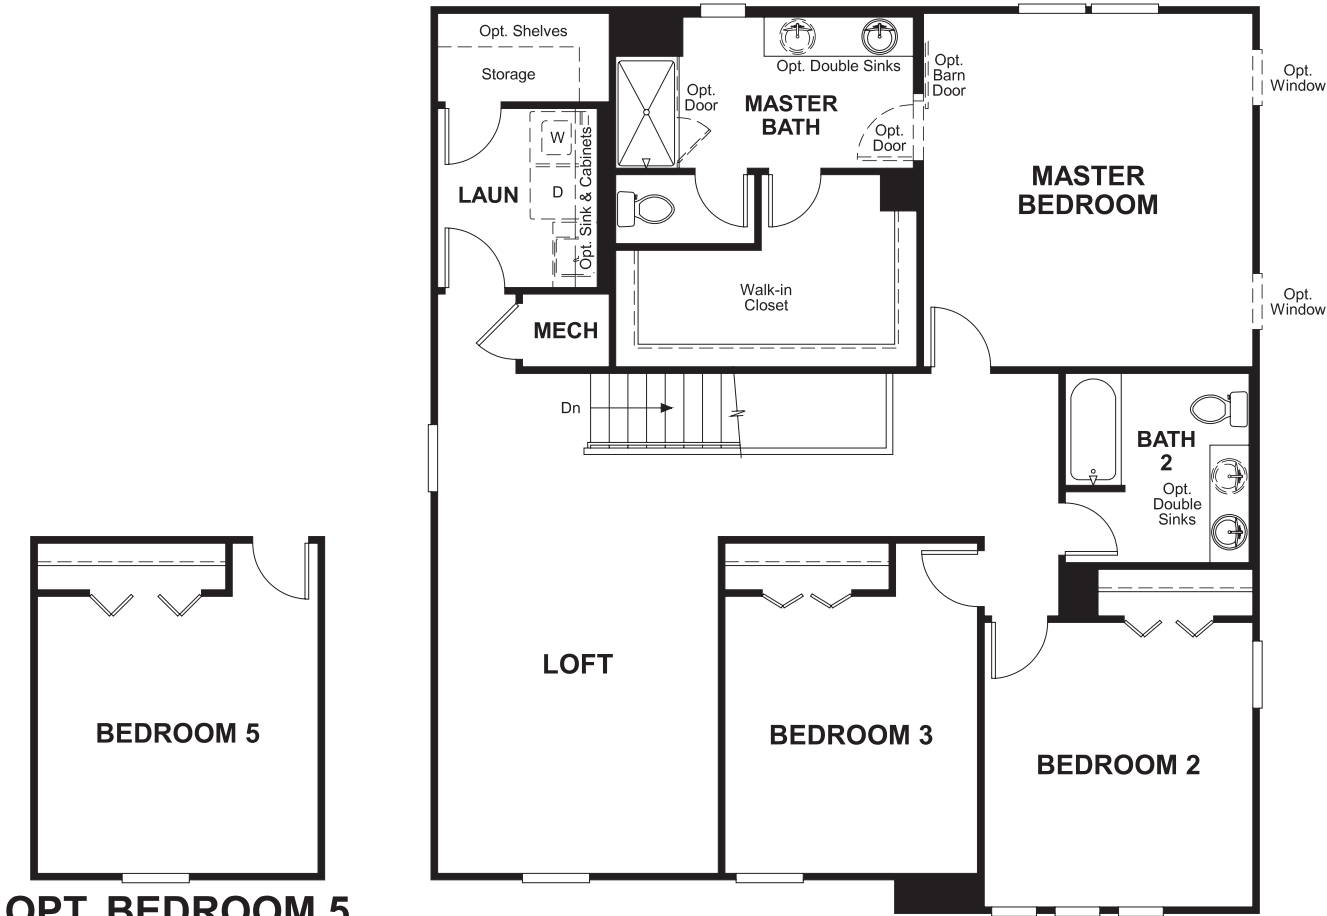 Opt. Shelves
Storage
W
D
Opt. Sink & Cabinets
LAUN
MECH
Opt.
Door
Opt. Double Sinks
MASTER
BATH
Opt.
Door
Opt.
Barn
Door
Opt.
Window
MASTER
BEDROOM
Walk-in
Closet
Opt.
Window
Dn
BATH
2
Opt.
Double
Sinks
LOFT
BEDROOM 5
BEDROOM 3
BEDROOM 2
OPT. BEDROOM 5